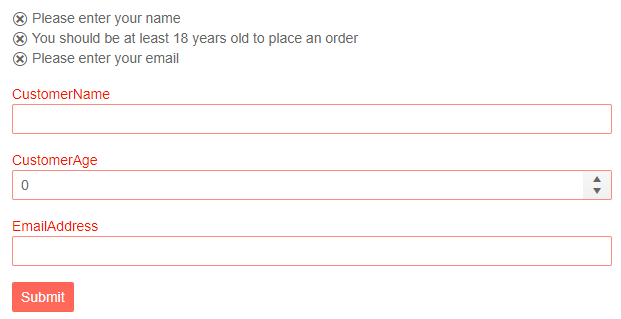 Please enter your name
You should be at least 18 years old to place an order
Please enter your email
CustomerName
CustomerAge
0
EmailAddress
Submit